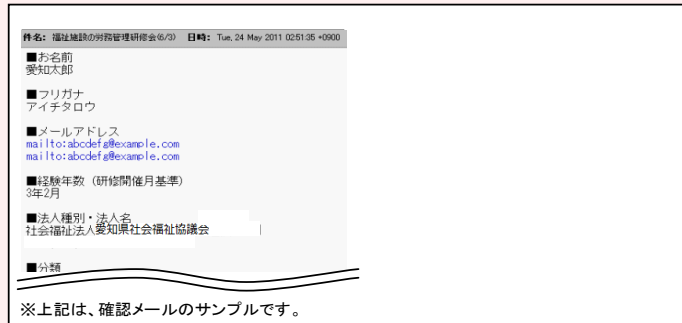 件名: 福祉施設の労務管理研修会(6/3) 日時: Tue, 24 May 2011 02:51:35 +0900
■お名前
愛知太郎
■フリガナ
アイチタロウ
■メールアドレス
mailto:abcdefg@example.com
mailto:abcdefg@example.com
■経験年数（研修開催月基準）
3年2月
■法人種別・法人名
社会福祉法人愛知県社会福祉協議会
■分類
※上記は、確認メールのサンプルです。